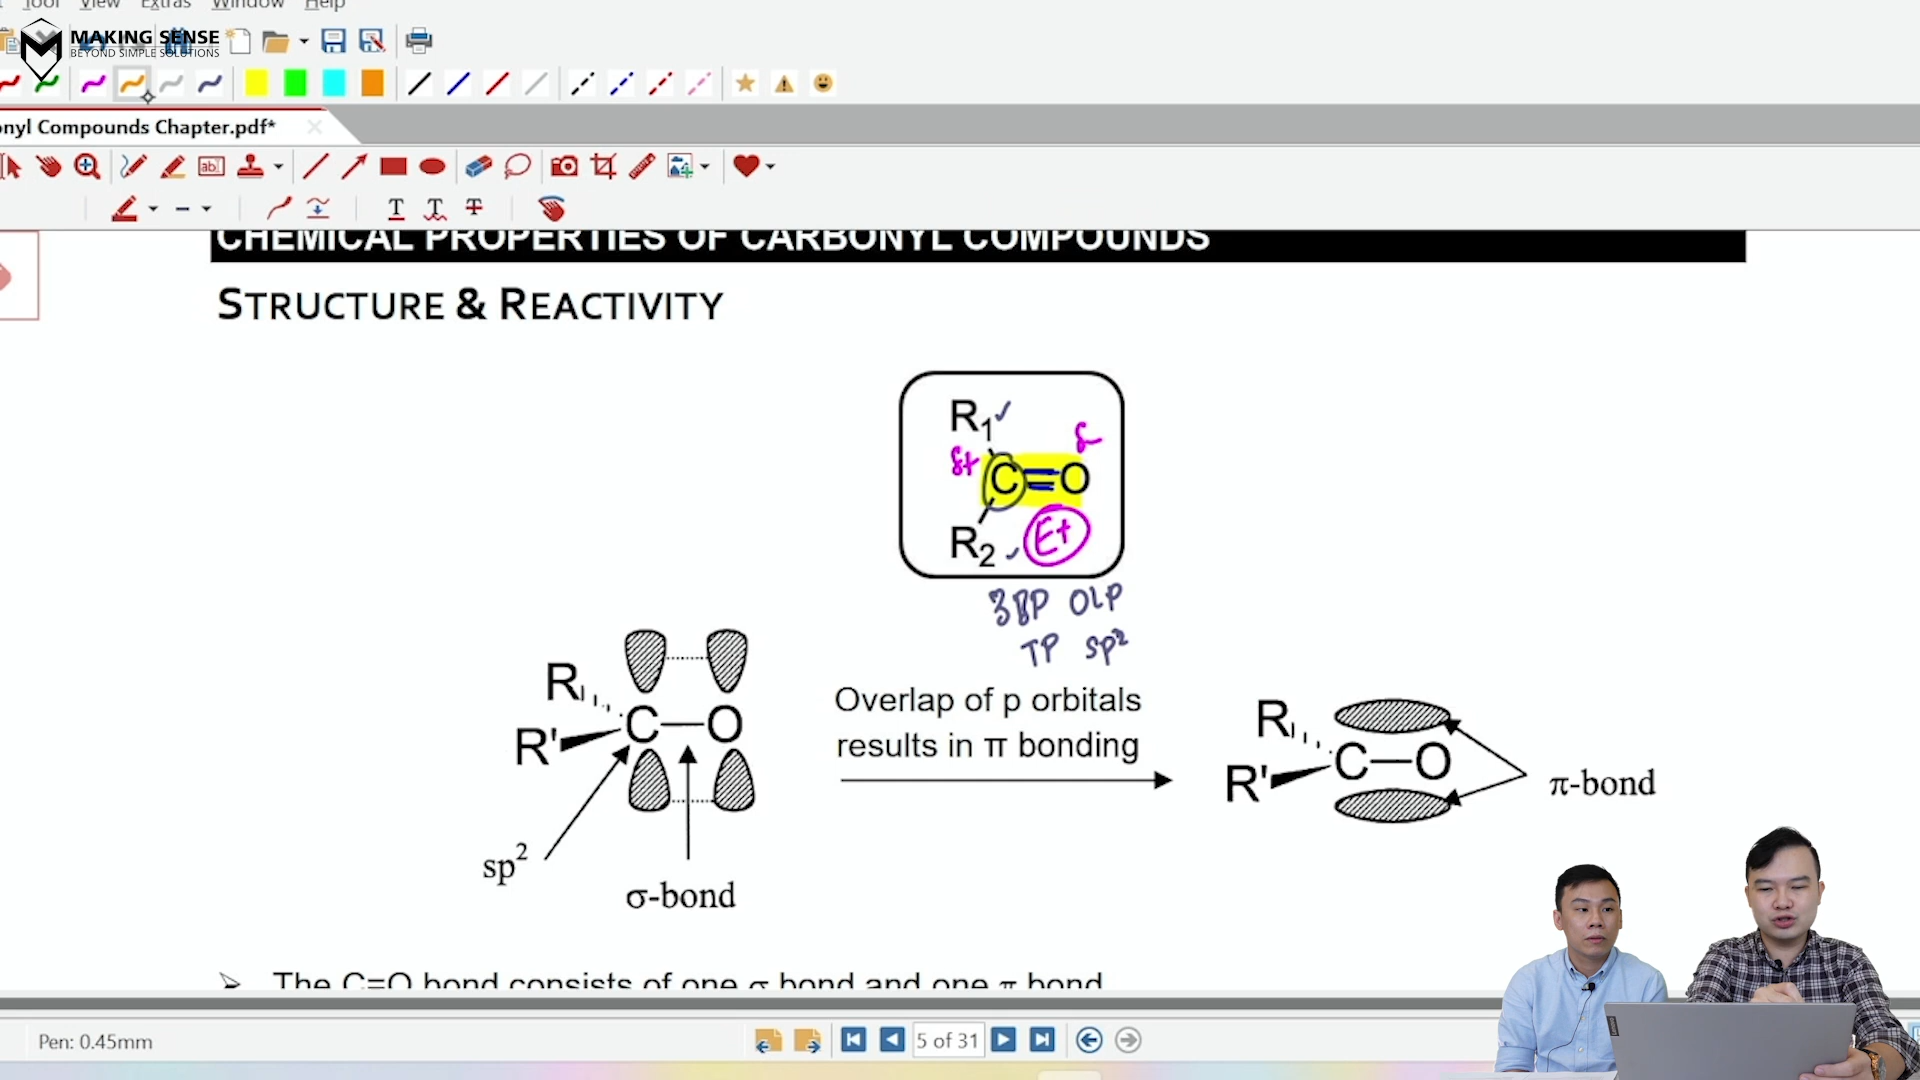 Tool View Extras Window Help
MAKING SENSE
BEYOND SIMPLE SOLUTIONS
onyl Compounds Chapter.pdf*
CHEMICAL PROPERTIES OF CARBONYL COMPOUNDS
STRUCTURE & REACTIVITY
R1
δ+ δ-
C=O
R2 E+
3BP 0LP
TP sp²
R
C—O
R'
sp²
σ-bond
Overlap of p orbitals
results in π bonding
R
C—O
R'
π-bond
➢ The C=O bond consists of one σ bond and one π bond
Pen: 0.45mm
5 of 31